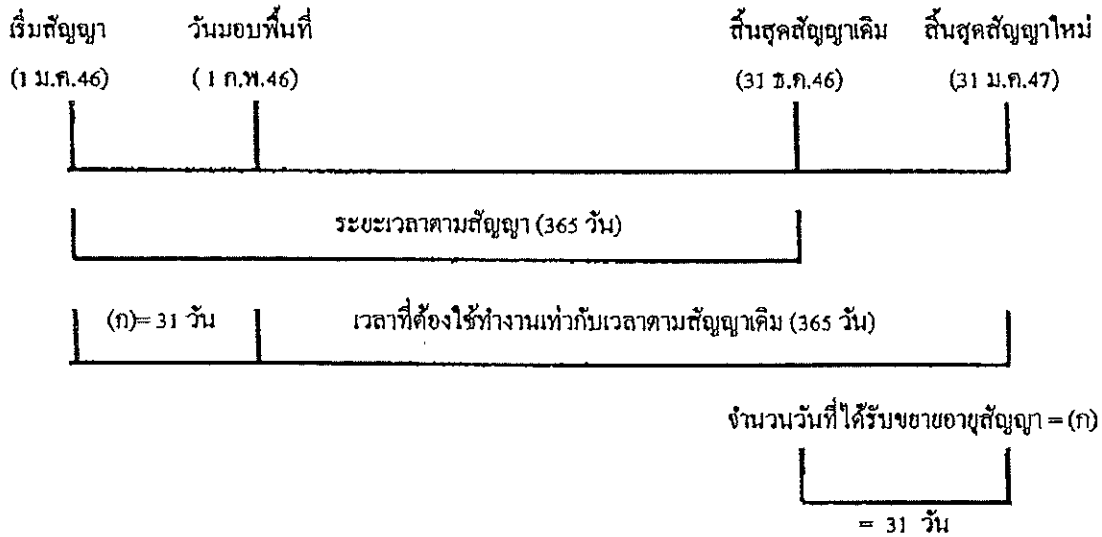 เริ่มสัญญา วันมอบพื้นที่ สิ้นสุดสัญญาเดิม สิ้นสุดสัญญาใหม่
(1 ม.ค.46) ( 1 ก.พ.46) (31 ธ.ค.46) (31 ม.ค.47)
ระยะเวลาตามสัญญา (365 วัน)
(ก)= 31 วัน เวลาที่ต้องใช้ทำงานเท่ากับเวลาตามสัญญาเดิม (365 วัน)
จำนวนวันที่ได้รับขยายอายุสัญญา = (ก)
= 31 วัน